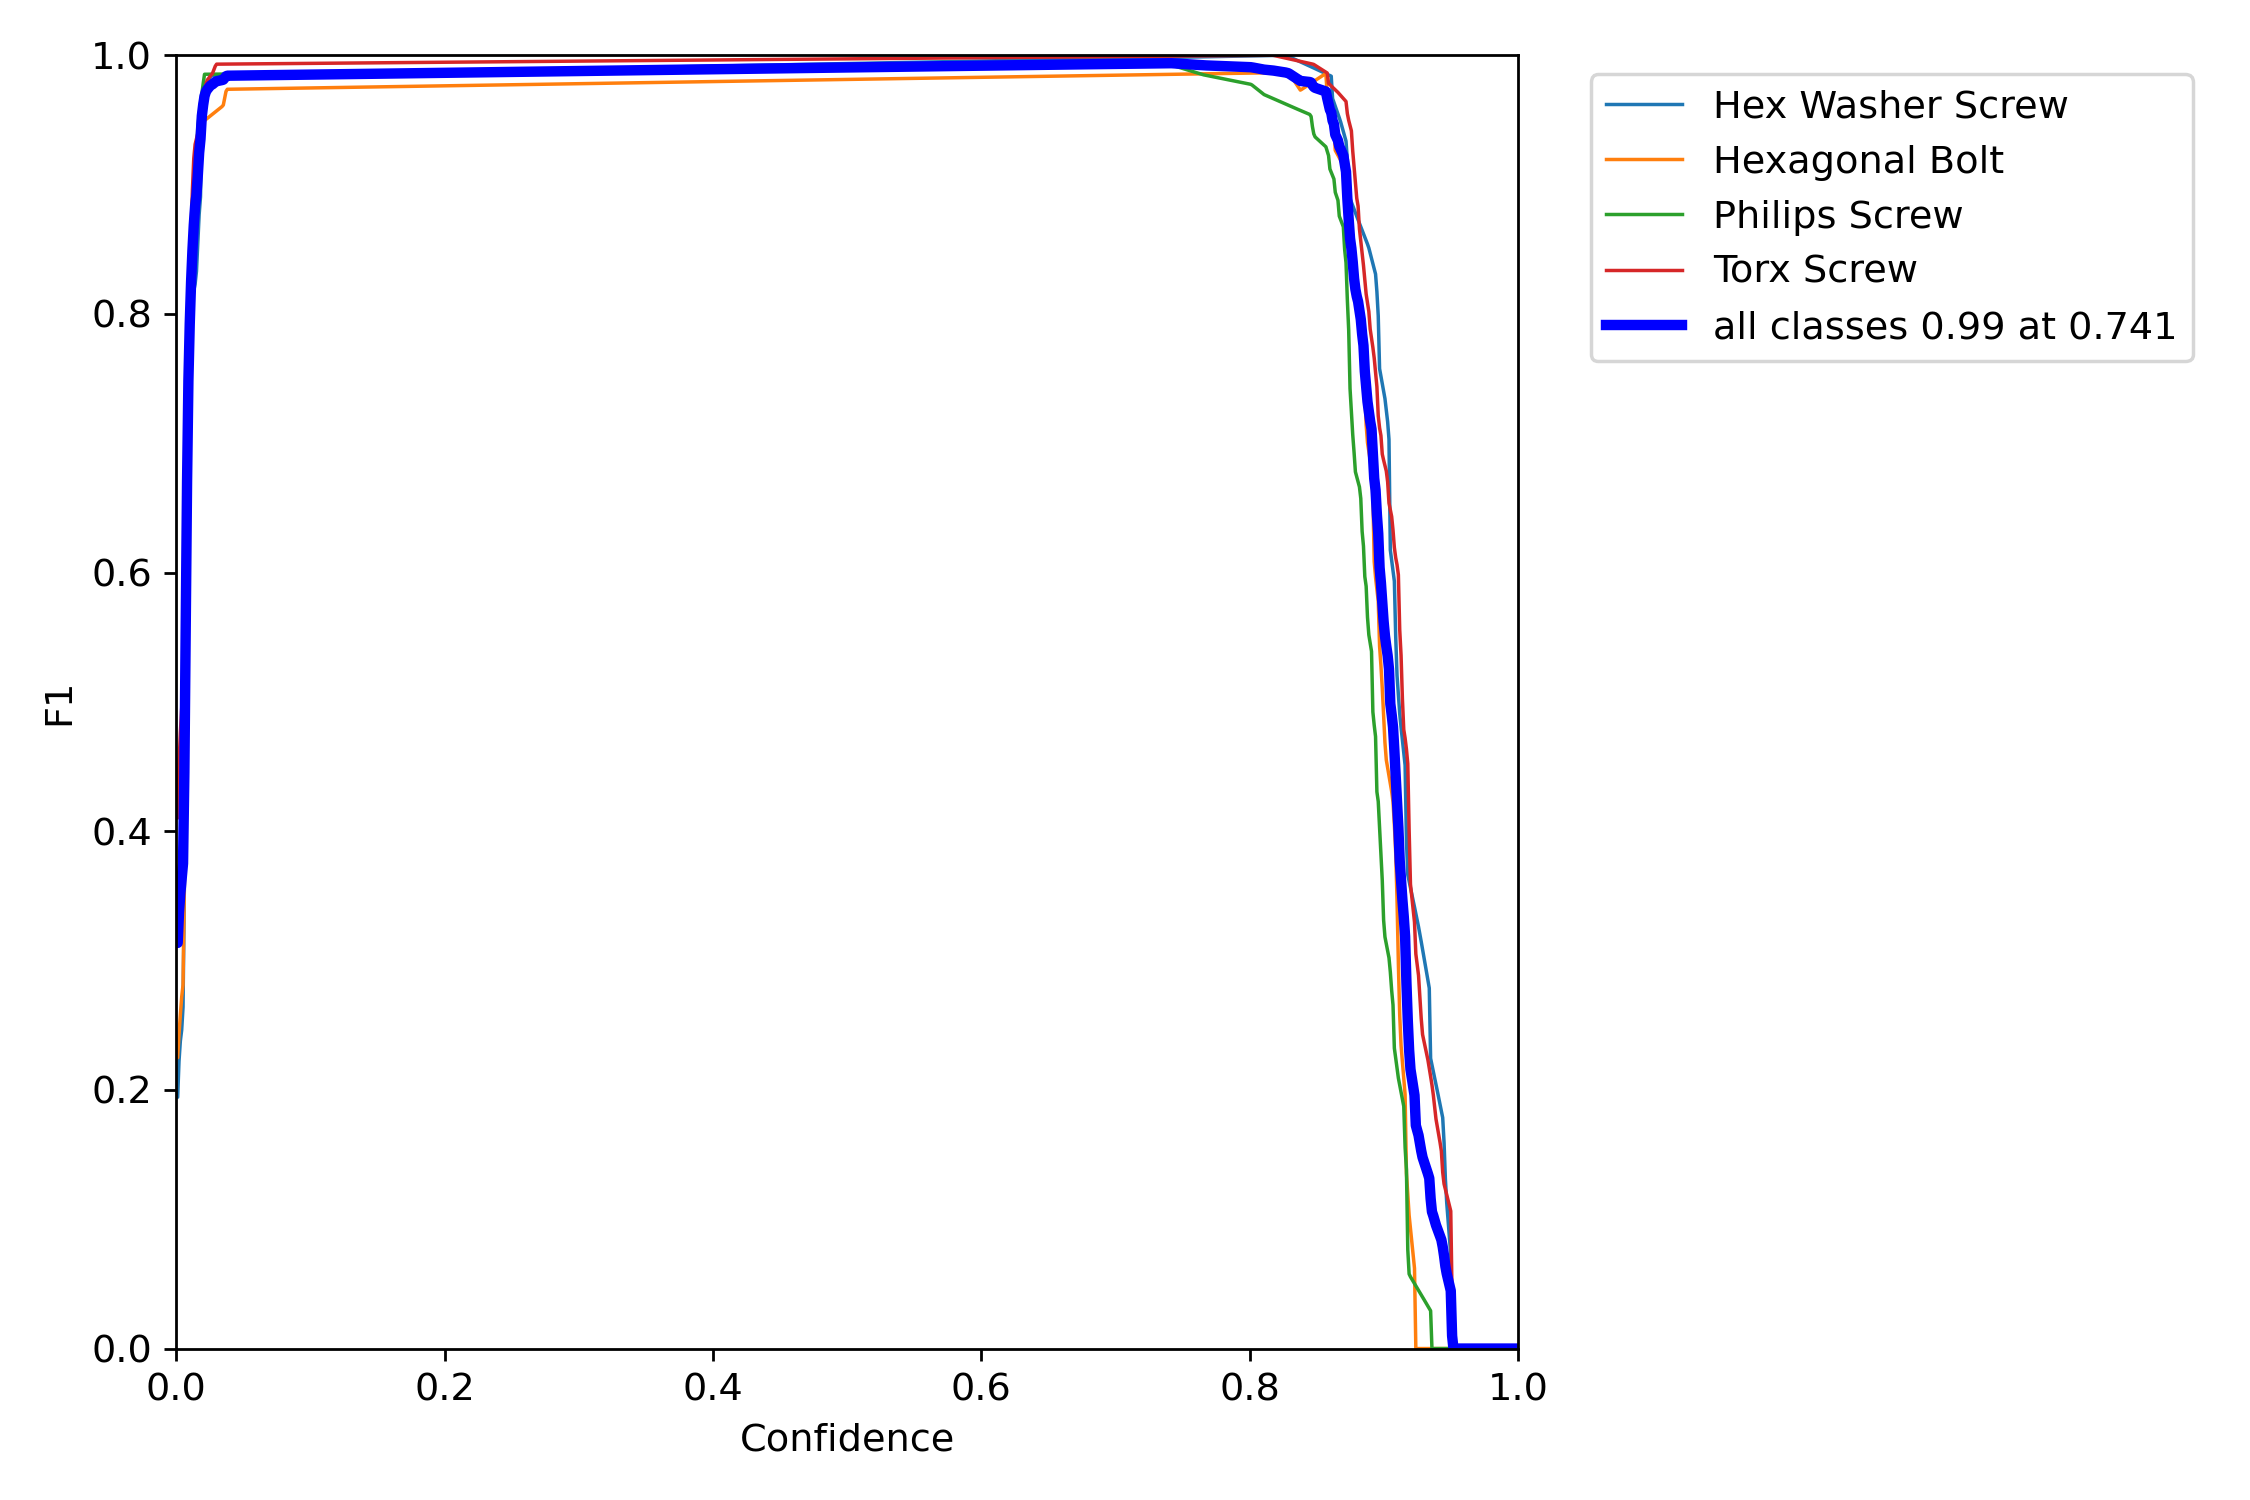 1.0
0.8
0.6
0.4
0.2
0.0
F1
0.0 0.2 0.4 0.6 0.8 1.0
Confidence
Hex Washer Screw
Hexagonal Bolt
Philips Screw
Torx Screw
all classes 0.99 at 0.741